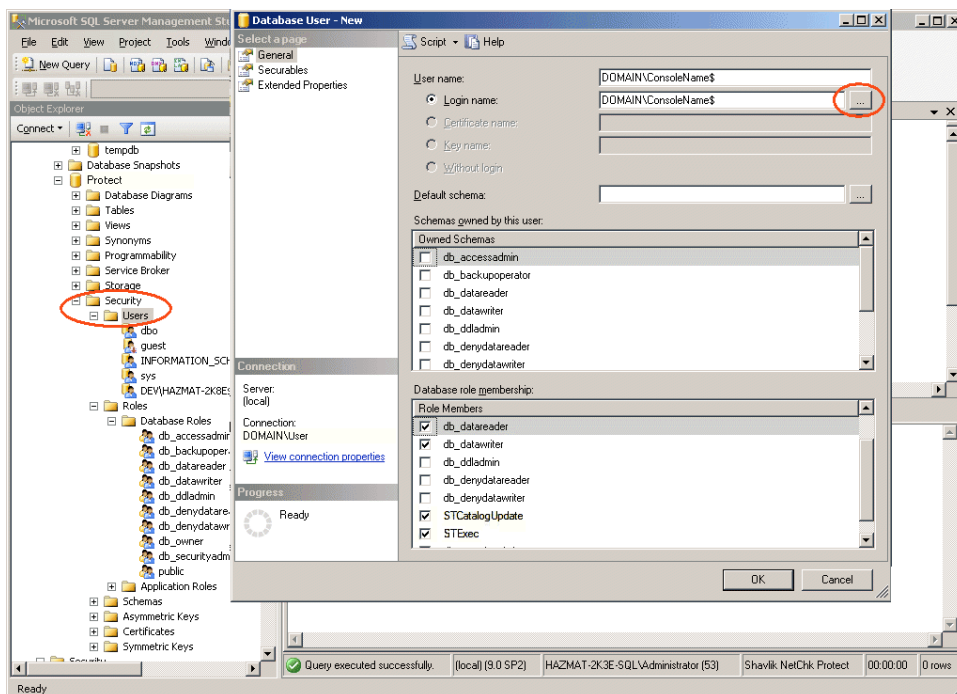 Microsoft SQL Server Management Stu
File Edit View Project Tools Windo
New Query
Object Explorer
Connect
tempdb
Database Snapshots
Protect
Database Diagrams
Tables
Views
Synonyms
Programmability
Service Broker
Storage
Security
Users
dbo
guest
INFORMATION_SCH
sys
DEV\HAZMAT-2K8ES
Roles
Database Roles
db_accessadmin
db_backupoper
db_datareader
db_datawriter
db_ddladmin
db_denydatare
db_denydatawr
db_owner
db_securityadm
public
Application Roles
Schemas
Asymmetric Keys
Certificates
Symmetric Keys
Security
Ready
Database User - New
Select a page
General
Securables
Extended Properties
Connection
Server:
(local)
Connection:
DOMAIN\User
View connection properties
Progress
Ready
Script Help
User name: DOMAIN\ConsoleName$
Login name: DOMAIN\ConsoleName$ ...
Certificate name:
Key name:
Without login
Default schema: ...
Schemas owned by this user:
Owned Schemas
db_accessadmin
db_backupoperator
db_datareader
db_datawriter
db_ddladmin
db_denydatareader
db_denydatawriter
Database role membership:
Role Members
db_datareader
db_datawriter
db_ddladmin
db_denydatareader
db_denydatawriter
STCatalogUpdate
STExec
OK Cancel
Query executed successfully. (local) (9.0 SP2) HAZMAT-2K3E-SQL\Administrator (53) Shavlik NetChk Protect 00:00:00 0 rows